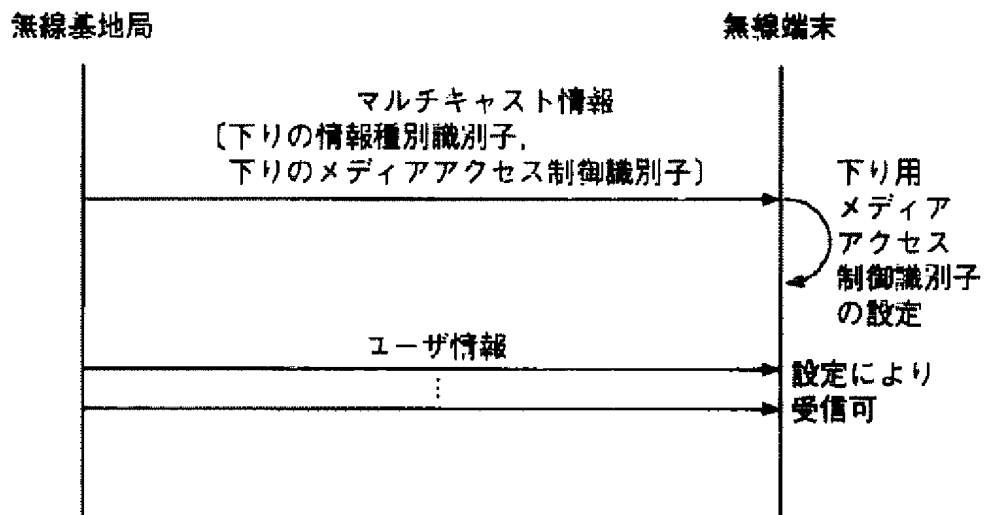 無線基地局
無線端末
マルチキャスト情報
〔下りの情報種別識別子,
下りのメディアアクセス制御識別子〕
下り用
メディア
アクセス
制御識別子
の設定
ユーザ情報
設定により
受信可